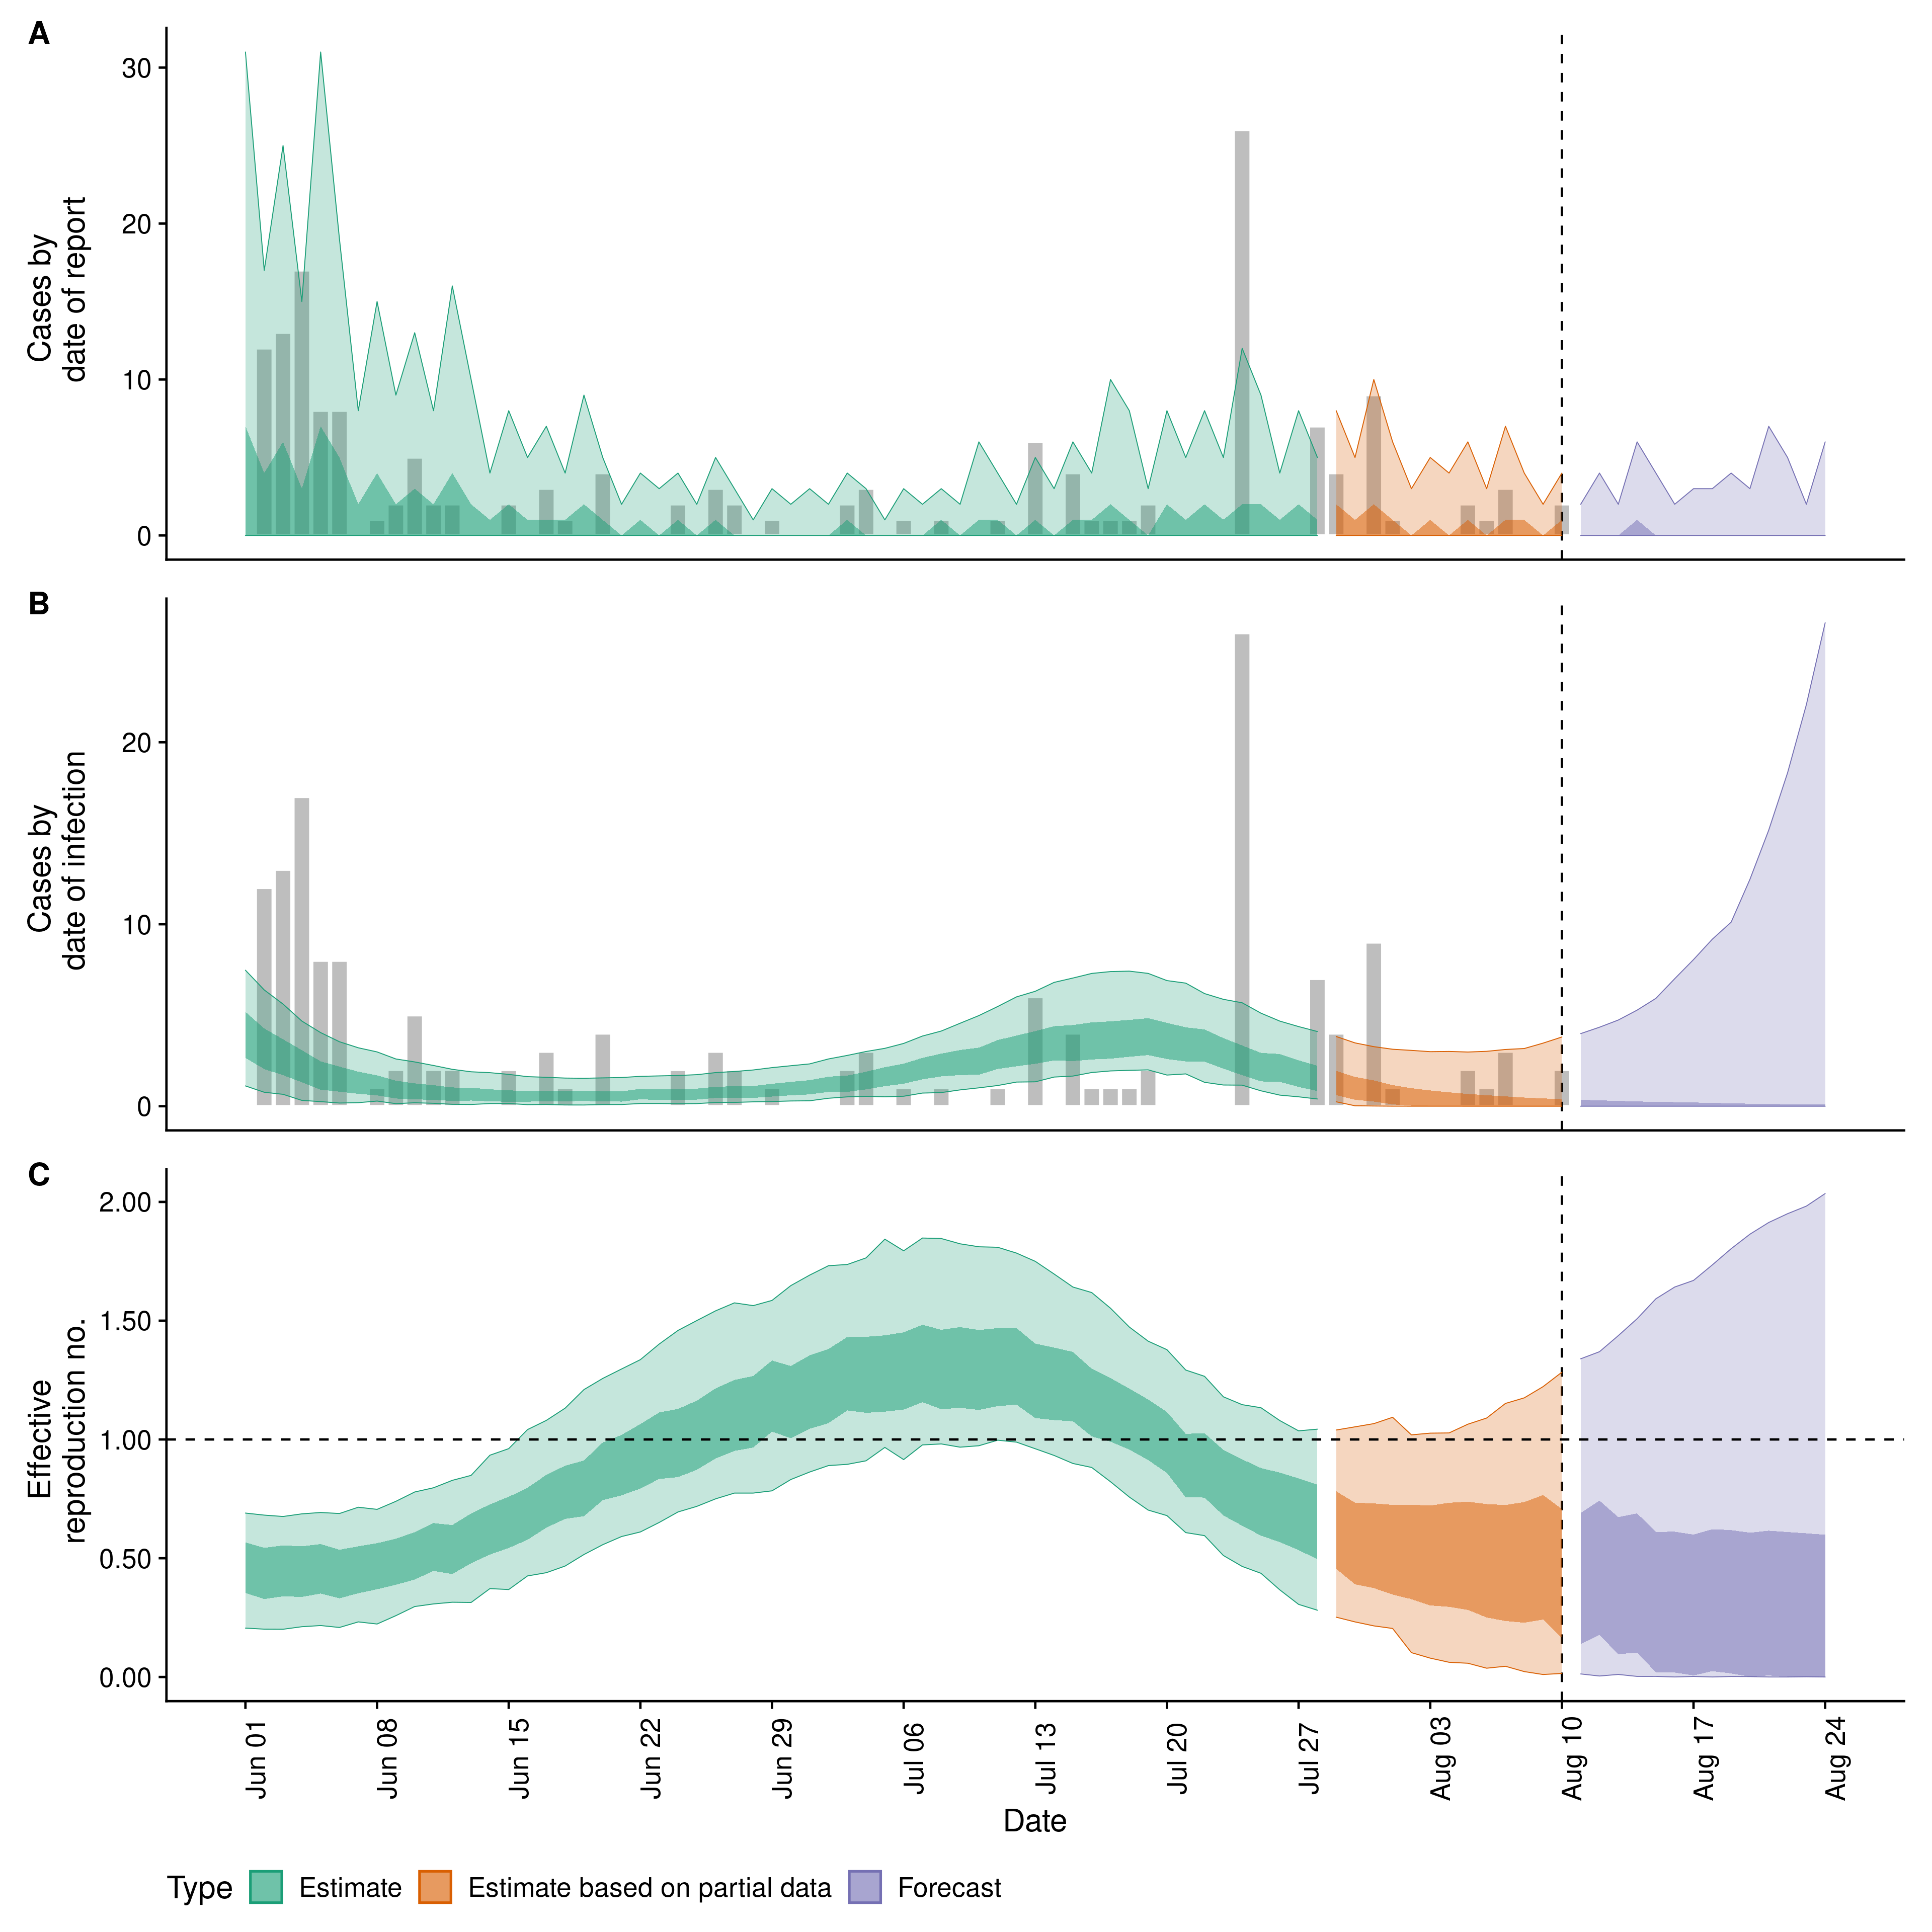 A
30
20
10
0
Cases by
date of report
B
20
10
0
Cases by
date of infection
C
2.00
1.50
1.00
0.50
0.00
Effective
reproduction no.
Jun 01
Jun 08
Jun 15
Jun 22
Jun 29
Jul 06
Jul 13
Jul 20
Jul 27
Aug 03
Aug 10
Aug 17
Aug 24
Date
Type Estimate Estimate based on partial data Forecast